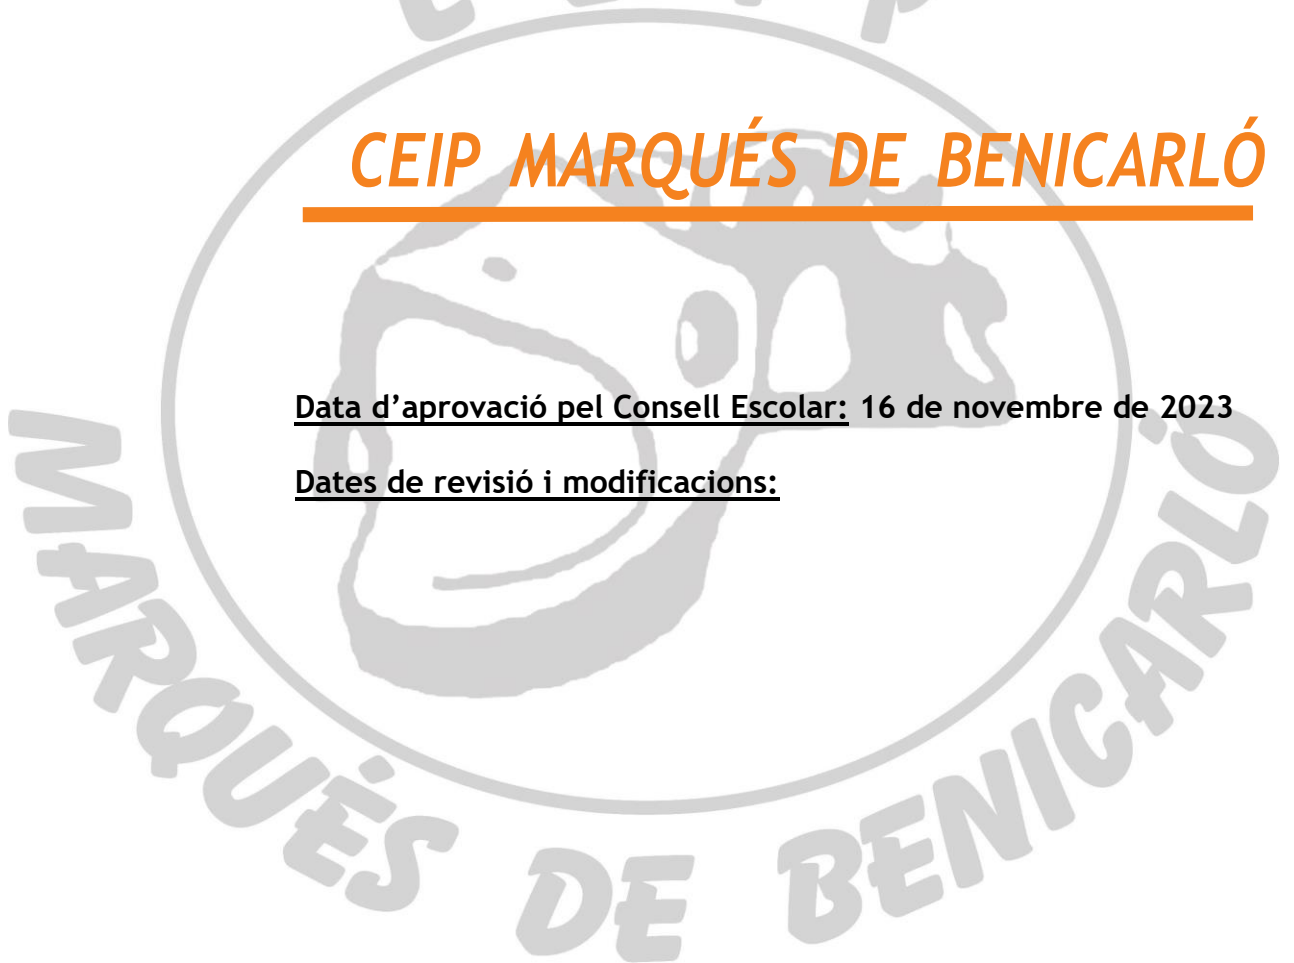 CEIP MARQUÉS DE BENICARLÓ
Data d’aprovació pel Consell Escolar: 16 de novembre de 2023
Dates de revisió i modificacions:
MARQUÉS DE BENICARLÓ